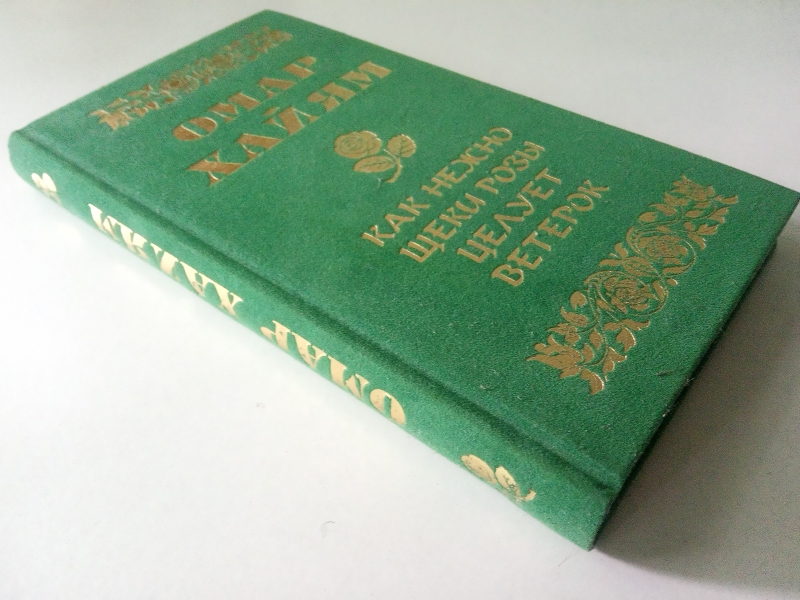 ОМАР
ХАЙЯМ
КАК НЕЖНО
ЩЕКИ РОЗЫ
ЦЕЛУЕТ
ВЕТЕРОК
ОМАР ХАЙЯМ